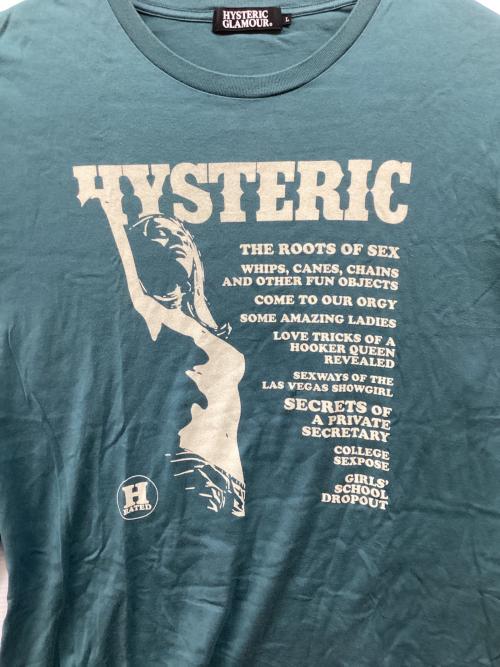 HYSTERIC
GLAMOUR.
L
HYSTERIC
THE ROOTS OF SEX
WHIPS, CANES, CHAINS
AND OTHER FUN OBJECTS
COME TO OUR ORGY
SOME AMAZING LADIES
LOVE TRICKS OF A
HOOKER QUEEN
REVEALED
SEXWAYS OF THE
LAS VEGAS SHOWGIRL
SECRETS OF
A PRIVATE
SECRETARY
COLLEGE
SEXPOSE
GIRLS'
SCHOOL
DROPOUT
H
RATED